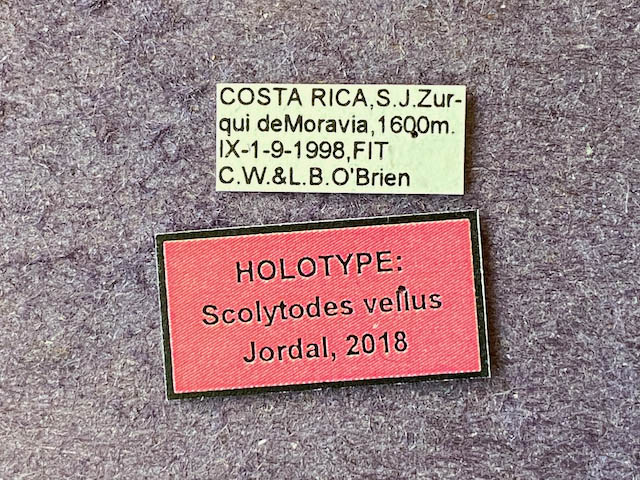 COSTA RICA,S.J.Zur-
qui deMoravia,1600m.
IX-1-9-1998,FIT
C.W.&L.B.O'Brien
HOLOTYPE:
Scolytodes vellus
Jordal, 2018